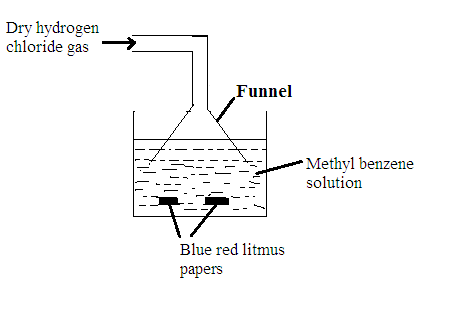 Dry hydrogen
chloride gas
Funnel
Methyl benzene
solution
Blue red litmus
papers